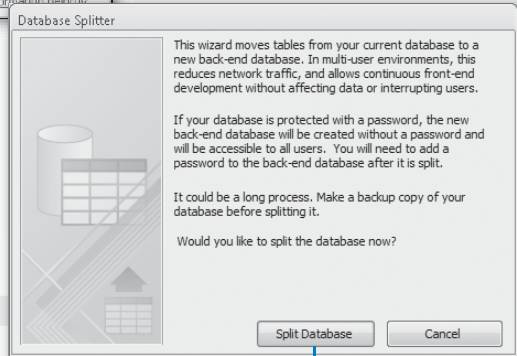 Database Splitter
This wizard moves tables from your current database to a
new back-end database. In multi-user environments, this
reduces network traffic, and allows continuous front-end
development without affecting data or interrupting users.
If your database is protected with a password, the new
back-end database will be created without a password and
will be accessible to all users.  You will need to add a
password to the back-end database after it is split.
It could be a long process. Make a backup copy of your
database before splitting it.
Would you like to split the database now?
Split Database
Cancel